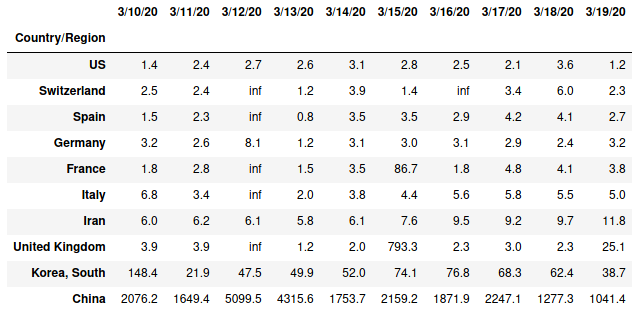 3/10/20 3/11/20 3/12/20 3/13/20 3/14/20 3/15/20 3/16/20 3/17/20 3/18/20 3/19/20
Country/Region
US 1.4 2.4 2.7 2.6 3.1 2.8 2.5 2.1 3.6 1.2
Switzerland 2.5 2.4 inf 1.2 3.9 1.4 inf 3.4 6.0 2.3
Spain 1.5 2.3 inf 0.8 3.5 3.5 2.9 4.2 4.1 2.7
Germany 3.2 2.6 8.1 1.2 3.1 3.0 3.1 2.9 2.4 3.2
France 1.8 2.8 inf 1.5 3.5 86.7 1.8 4.8 4.1 3.8
Italy 6.8 3.4 inf 2.0 3.8 4.4 5.6 5.8 5.5 5.0
Iran 6.0 6.2 6.1 5.8 6.1 7.6 9.5 9.2 9.7 11.8
United Kingdom 3.9 3.9 inf 1.2 2.0 793.3 2.3 3.0 2.3 25.1
Korea, South 148.4 21.9 47.5 49.9 52.0 74.1 76.8 68.3 62.4 38.7
China 2076.2 1649.4 5099.5 4315.6 1753.7 2159.2 1871.9 2247.1 1277.3 1041.4